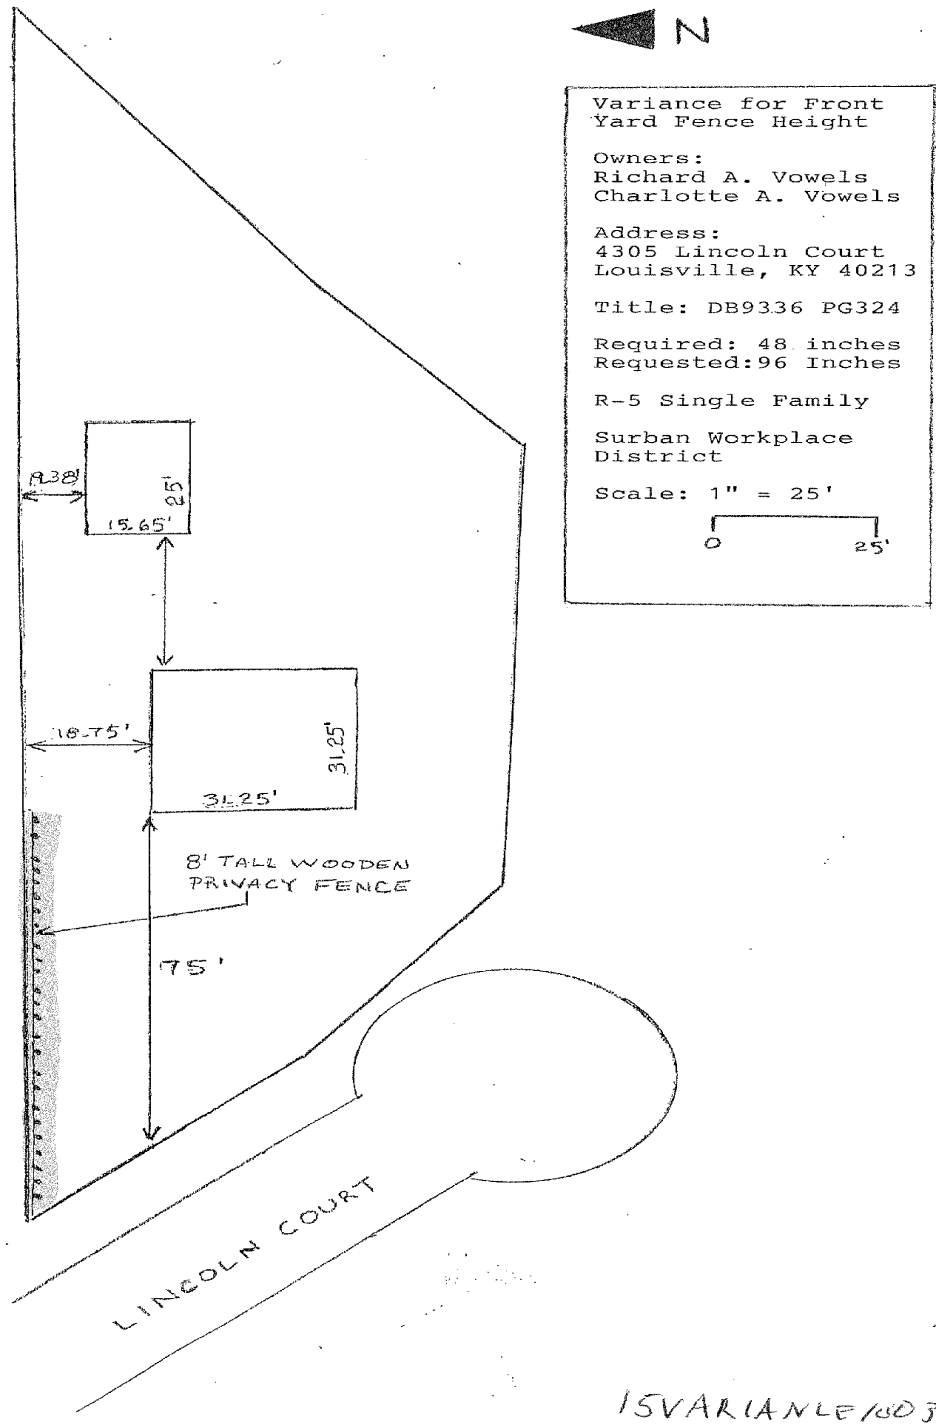 N
Variance for Front
Yard Fence Height
Owners:
Richard A. Vowels
Charlotte A. Vowels
Address:
4305 Lincoln Court
Louisville, KY 40213
Title: DB9336 PG324
Required: 48 inches
Requested:96 Inches
R-5 Single Family
Surban Workplace
District
Scale: 1" = 25'
0 25'
25'
15.65'
18.75'
31.25'
31.25'
8' TALL WOODEN
PRIVACY FENCE
75'
LINCOLN COURT